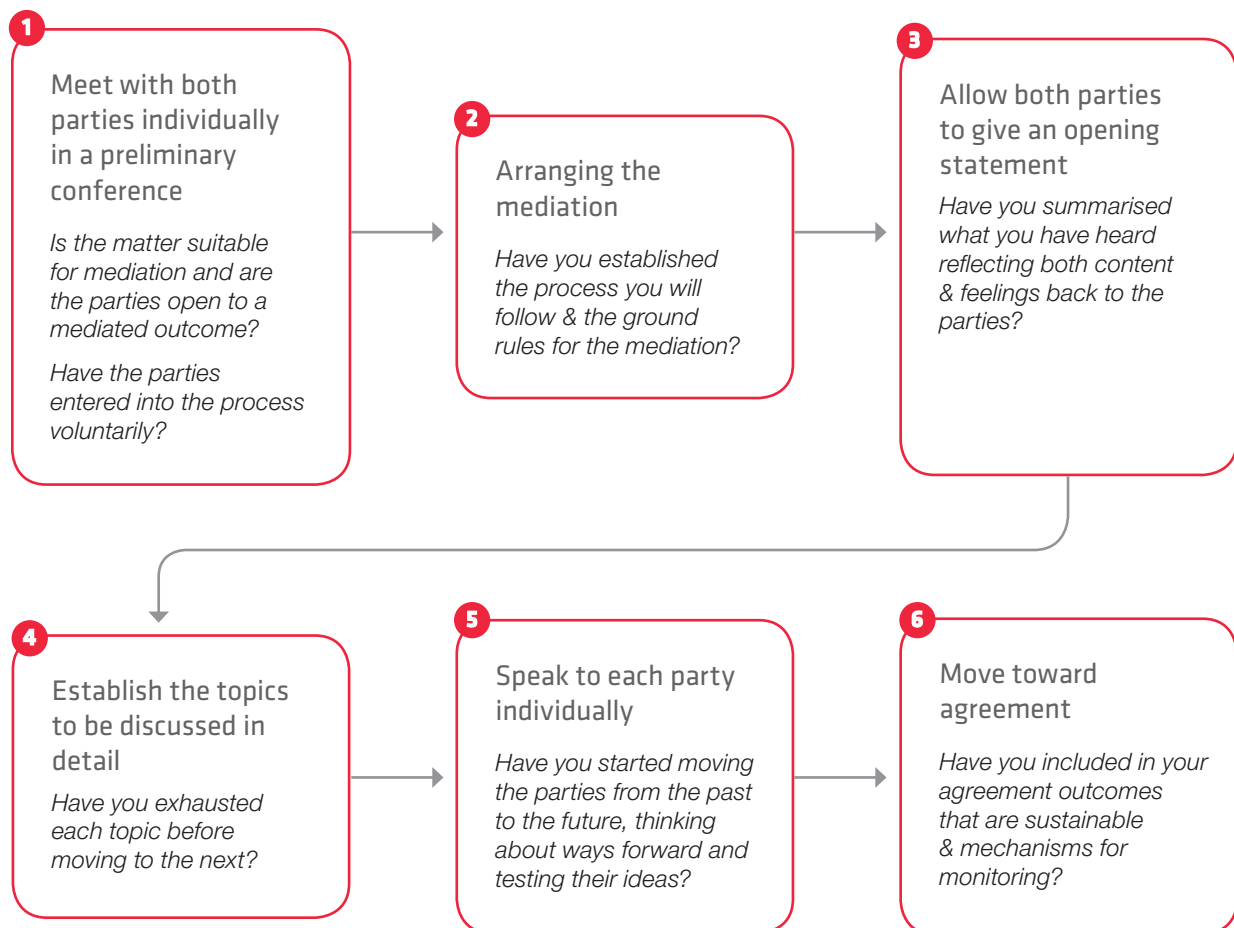 1
Meet with both
parties individually
in a preliminary
conference
Is the matter suitable
for mediation and are
the parties open to a
mediated outcome?
Have the parties
entered into the process
voluntarily?
2
Arranging the
mediation
Have you established
the process you will
follow & the ground
rules for the mediation?
3
Allow both parties
to give an opening
statement
Have you summarised
what you have heard
reflecting both content
& feelings back to the
parties?
4
Establish the topics
to be discussed in
detail
Have you exhausted
each topic before
moving to the next?
5
Speak to each party
individually
Have you started moving
the parties from the past
to the future, thinking
about ways forward and
testing their ideas?
6
Move toward
agreement
Have you included in your
agreement outcomes
that are sustainable
& mechanisms for
monitoring?